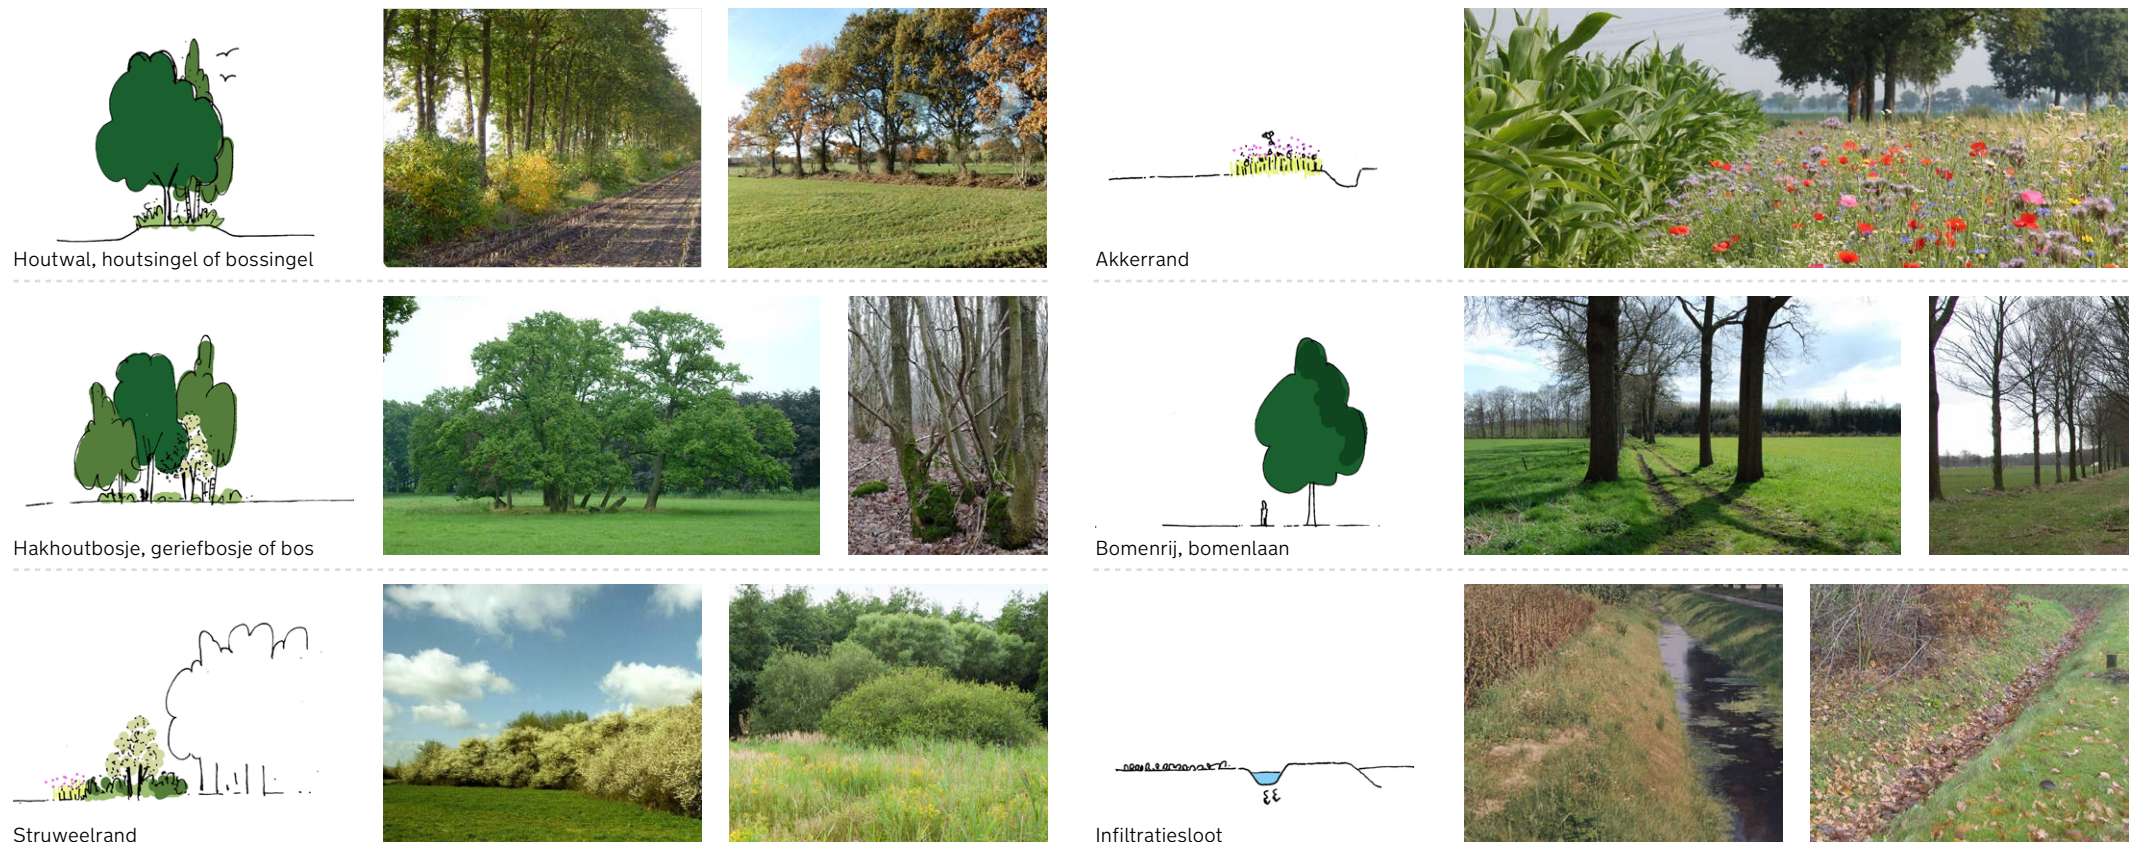 Houtwal, houtsingel of bossingel
Akkerrand
Hakhoutbosje, geriefbosje of bos
Bomenrij, bomenlaan
Struweelrand
Infiltratiesloot